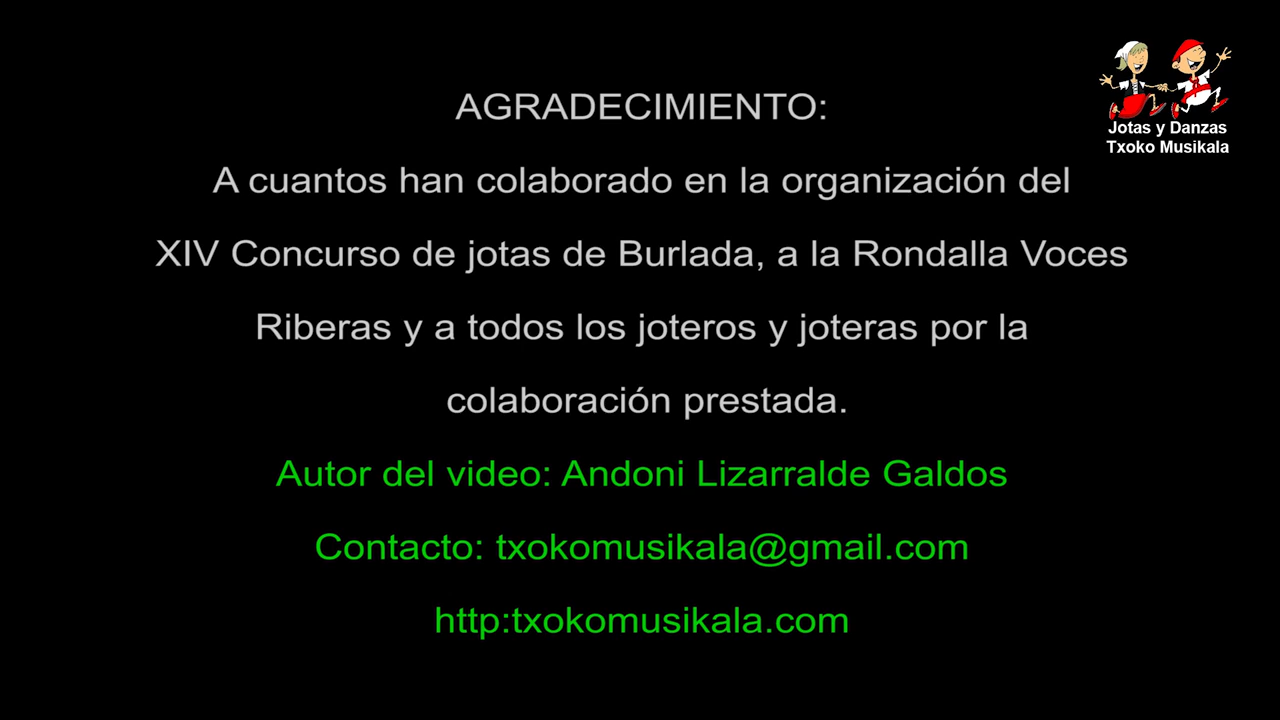 AGRADECIMIENTO:
A cuantos han colaborado en la organización del
XIV Concurso de jotas de Burlada, a la Rondalla Voces
Riberas y a todos los joteros y joteras por la
colaboración prestada.
Autor del video: Andoni Lizarralde Galdos
Contacto: txokomusikala@gmail.com
http:txokomusikala.com
Jotas y Danzas
Txoko Musikala